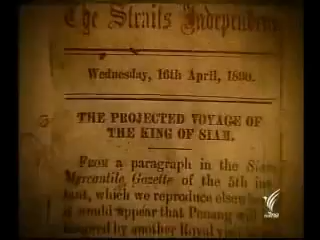 The Straits Independent
Wednesday, 16th April, 1890.
THE PROJECTED VOYAGE OF
THE KING OF SIAM.
From a paragraph in the Siam
Mercantile Gazette of the 5th ins-
tant, which we reproduce elsew
it would appear that Penang will
by another Royal